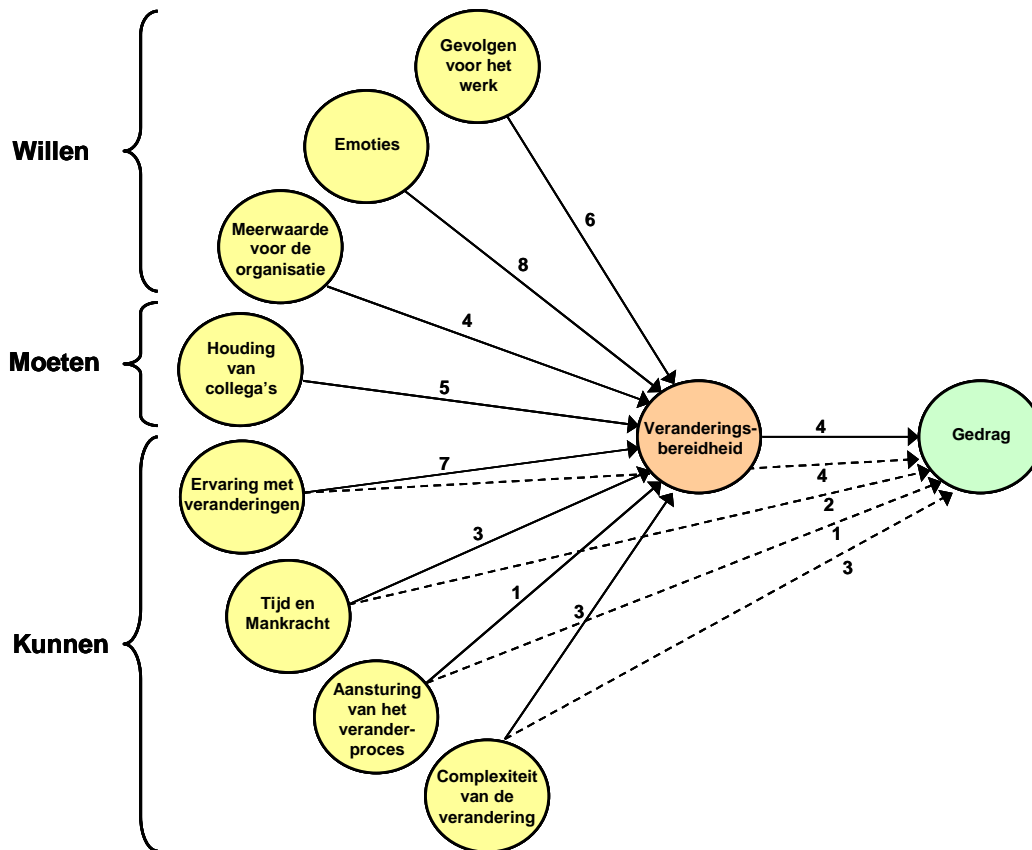 Gevolgen
voor het
werk
Willen
Emoties
6
Meerwaarde
voor de
organisatie
8
4
Moeten
Houding
van
collega's
5
Veranderings-
bereidheid
4
Gedrag
7
4
Ervaring met
veranderingen
2
3
1
Tijd en
Mankracht
1
3
3
Kunnen
Aansturing
van het
verander-
proces
Complexiteit
van de
verandering